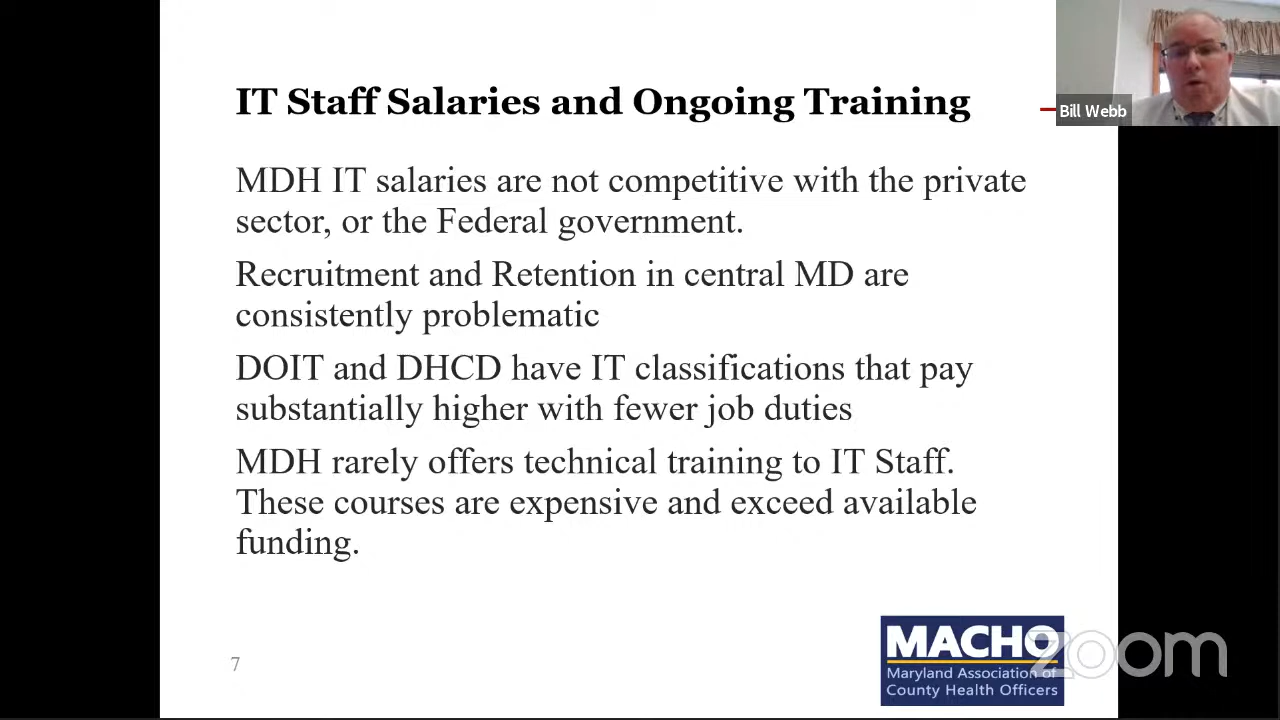 IT Staff Salaries and Ongoing Training
Bill Webb
MDH IT salaries are not competitive with the private
sector, or the Federal government.
Recruitment and Retention in central MD are
consistently problematic
DOIT and DHCD have IT classifications that pay
substantially higher with fewer job duties
MDH rarely offers technical training to IT Staff.
These courses are expensive and exceed available
funding.
7
MACHO
Maryland Association of
County Health Officers
zoom